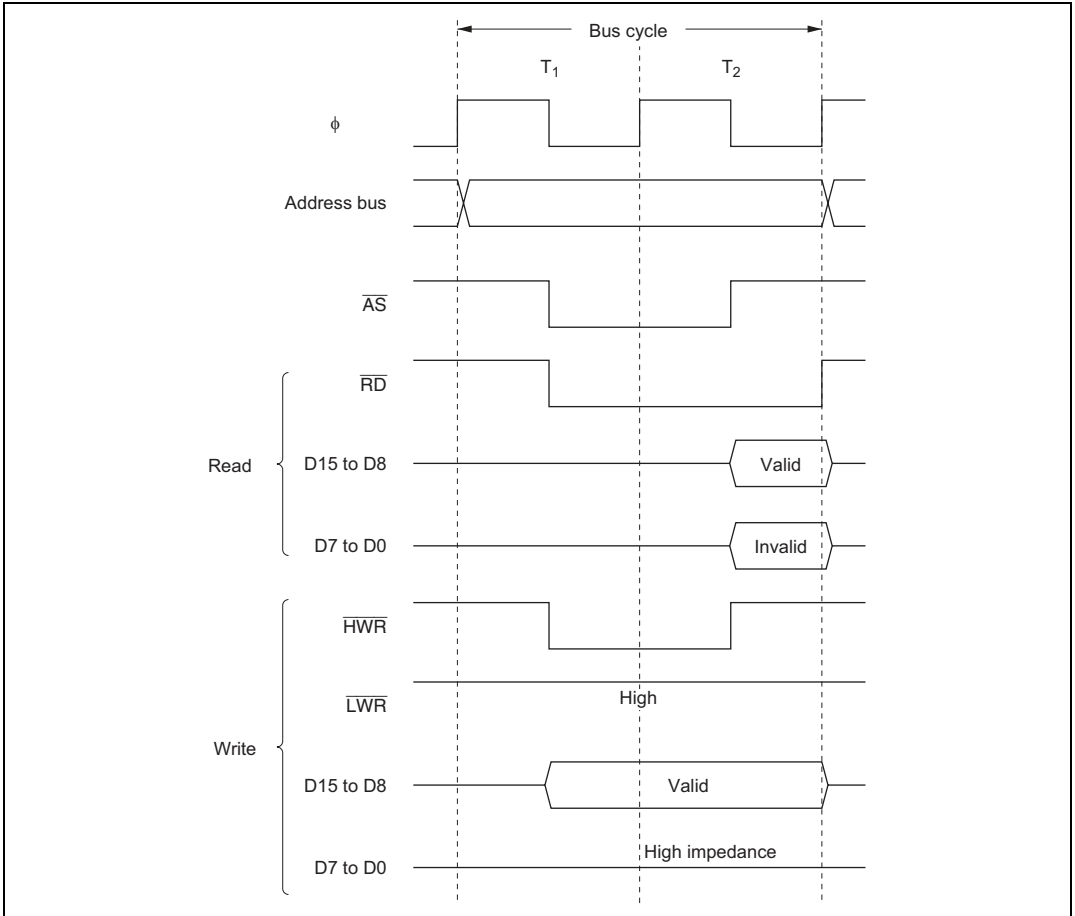 Bus cycle
T1 T2
ϕ
Address bus
AS
RD
Read
D15 to D8
Valid
D7 to D0
Invalid
HWR
LWR
High
Write
D15 to D8
Valid
D7 to D0
High impedance